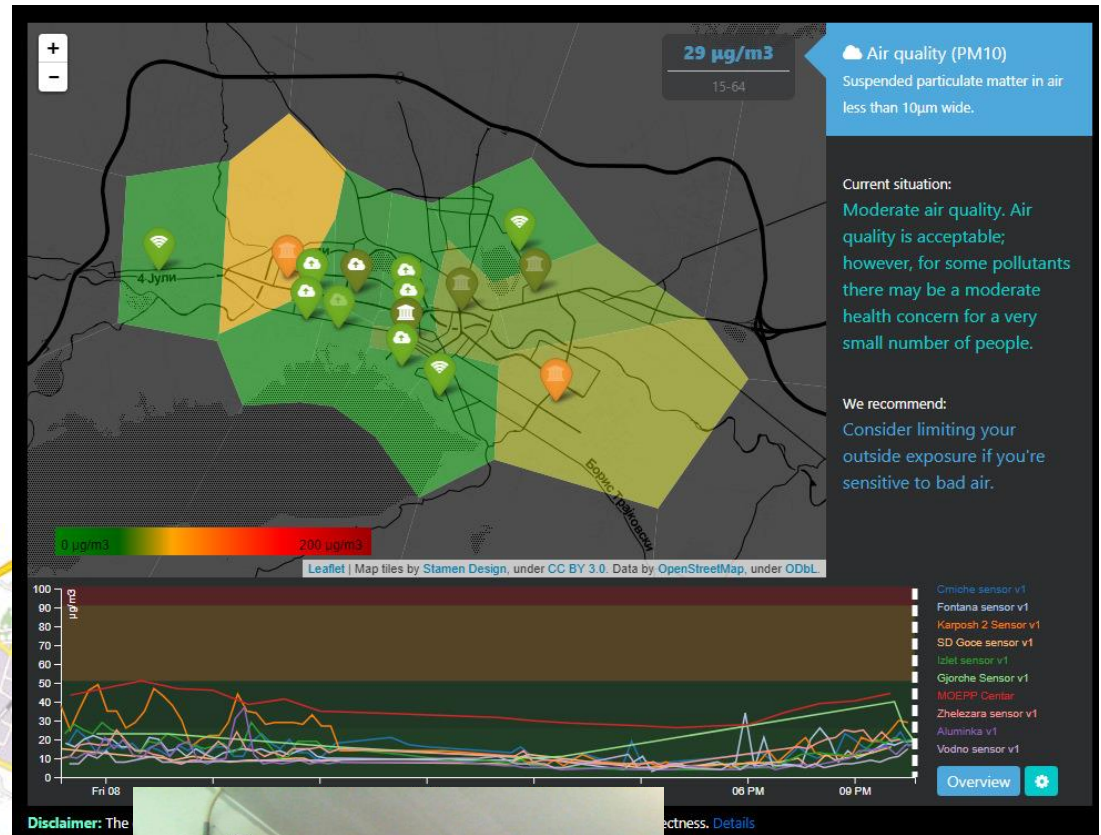 +
−
29 µg/m3
15-64
Air quality (PM10)
Suspended particulate matter in air
less than 10µm wide.
Current situation:
Moderate air quality. Air
quality is acceptable;
however, for some pollutants
there may be a moderate
health concern for a very
small number of people.
We recommend:
Consider limiting your
outside exposure if you're
sensitive to bad air.
4 Јули
Борис Трајковски
0 µg/m3
200 µg/m3
Leaflet | Map tiles by Stamen Design, under CC BY 3.0. Data by OpenStreetMap, under ODbL.
µg/m3
100
90
80
70
60
50
40
30
20
10
0
Fri 08
06 PM
09 PM
Crniche sensor v1
Fontana sensor v1
Karposh 2 Sensor v1
SD Goce sensor v1
Izlet sensor v1
Gjorche Sensor v1
MOEPP Centar
Zhelezara sensor v1
Aluminka v1
Vodno sensor v1
Overview
Disclaimer: The
ectness. Details